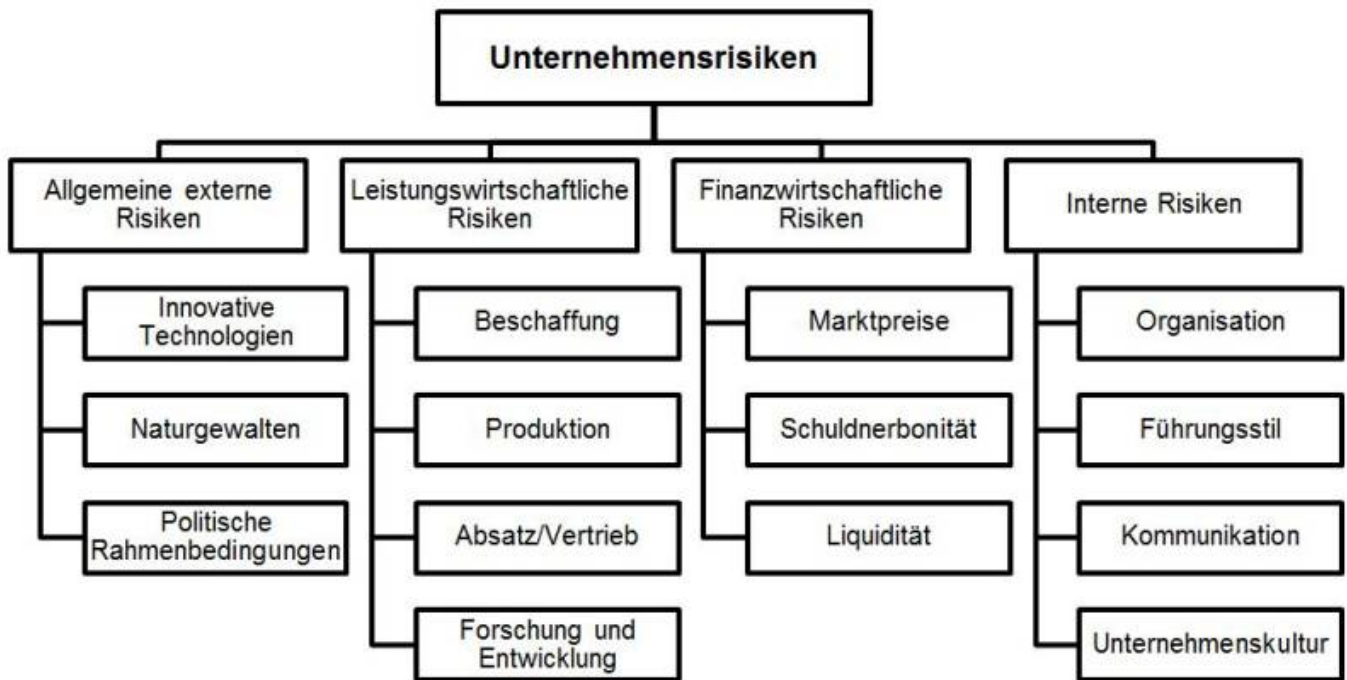 Unternehmensrisiken
Allgemeine externe
Risiken
Leistungswirtschaftliche
Risiken
Finanzwirtschaftliche
Risiken
Interne Risiken
Innovative
Technologien
Naturgewalten
Politische
Rahmenbedingungen
Beschaffung
Produktion
Absatz/Vertrieb
Forschung und
Entwicklung
Marktpreise
Schuldnerbonität
Liquidität
Organisation
Führungsstil
Kommunikation
Unternehmenskultur